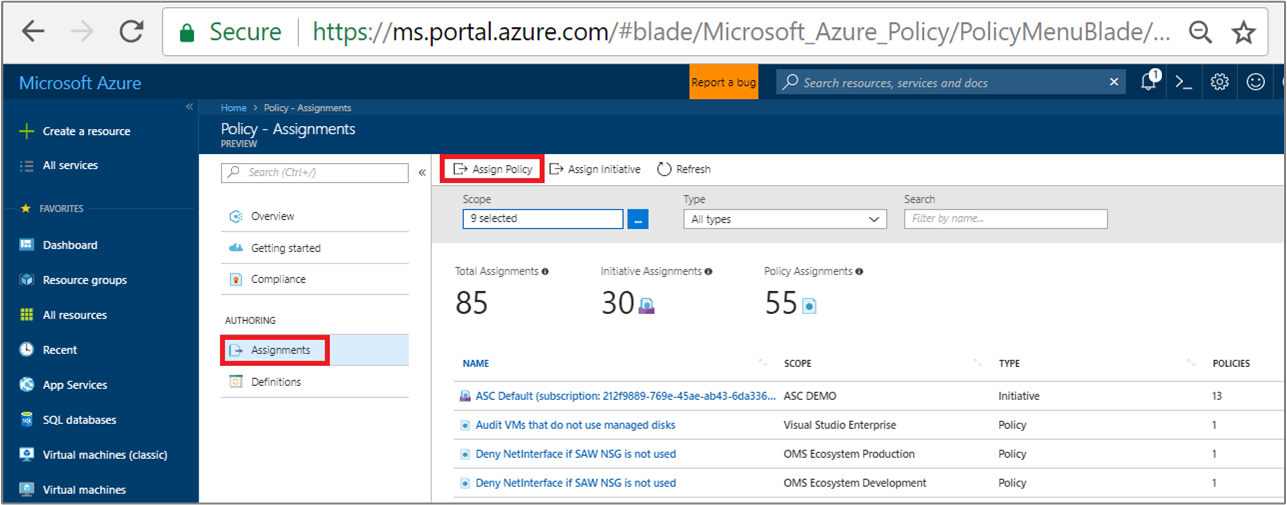 Secure https://ms.portal.azure.com/#blade/Microsoft_Azure_Policy/PolicyMenuBlade/...
Microsoft Azure
Report a bug
Search resources, services and docs
1
Home > Policy - Assignments
Policy - Assignments
PREVIEW
Create a resource
All services
FAVORITES
Dashboard
Resource groups
All resources
Recent
App Services
SQL databases
Virtual machines (classic)
Virtual machines
Search (Ctrl+/)
Overview
Getting started
Compliance
AUTHORING
Assignments
Definitions
Assign Policy Assign Initiative Refresh
Scope Type Search
9 selected ... All types Filter by name...
Total Assignments Initiative Assignments Policy Assignments
85 30 55
NAME SCOPE TYPE POLICIES
ASC Default (subscription: 212f9889-769e-45ae-ab43-6da336... ASC DEMO Initiative 13
Audit VMs that do not use managed disks Visual Studio Enterprise Policy 1
Deny NetInterface if SAW NSG is not used OMS Ecosystem Production Policy 1
Deny NetInterface if SAW NSG is not used OMS Ecosystem Development Policy 1